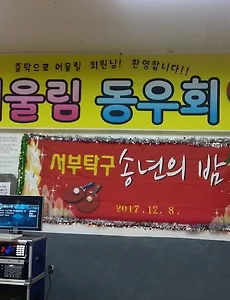 즐탁으로 어울림 회원님! 환영합니다!!
어울림 동우회
서부탁구 송년의 밤
2017.12.8.